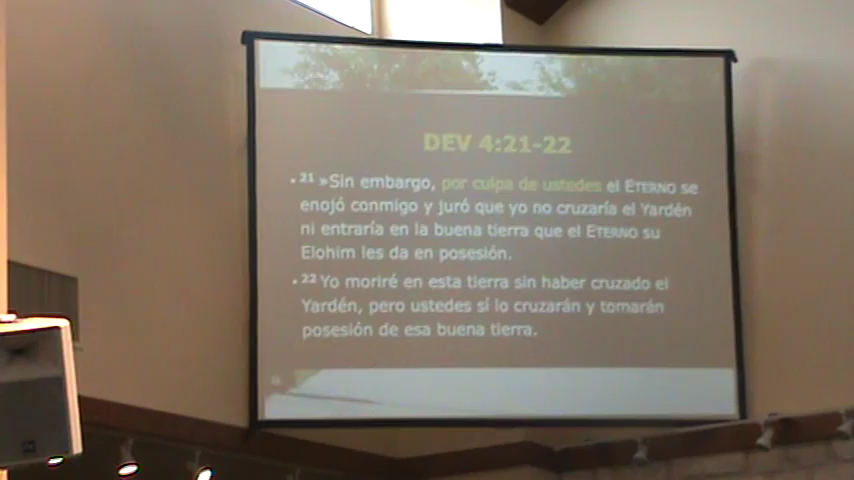 DEV 4:21-22
• 21 »Sin embargo, por culpa de ustedes el ETERNO se
enojó conmigo y juró que yo no cruzaría el Yardén
ni entraría en la buena tierra que el ETERNO su
Elohim les da en posesión.
• 22 Yo moriré en esta tierra sin haber cruzado el
Yardén, pero ustedes sí lo cruzarán y tomarán
posesión de esa buena tierra.